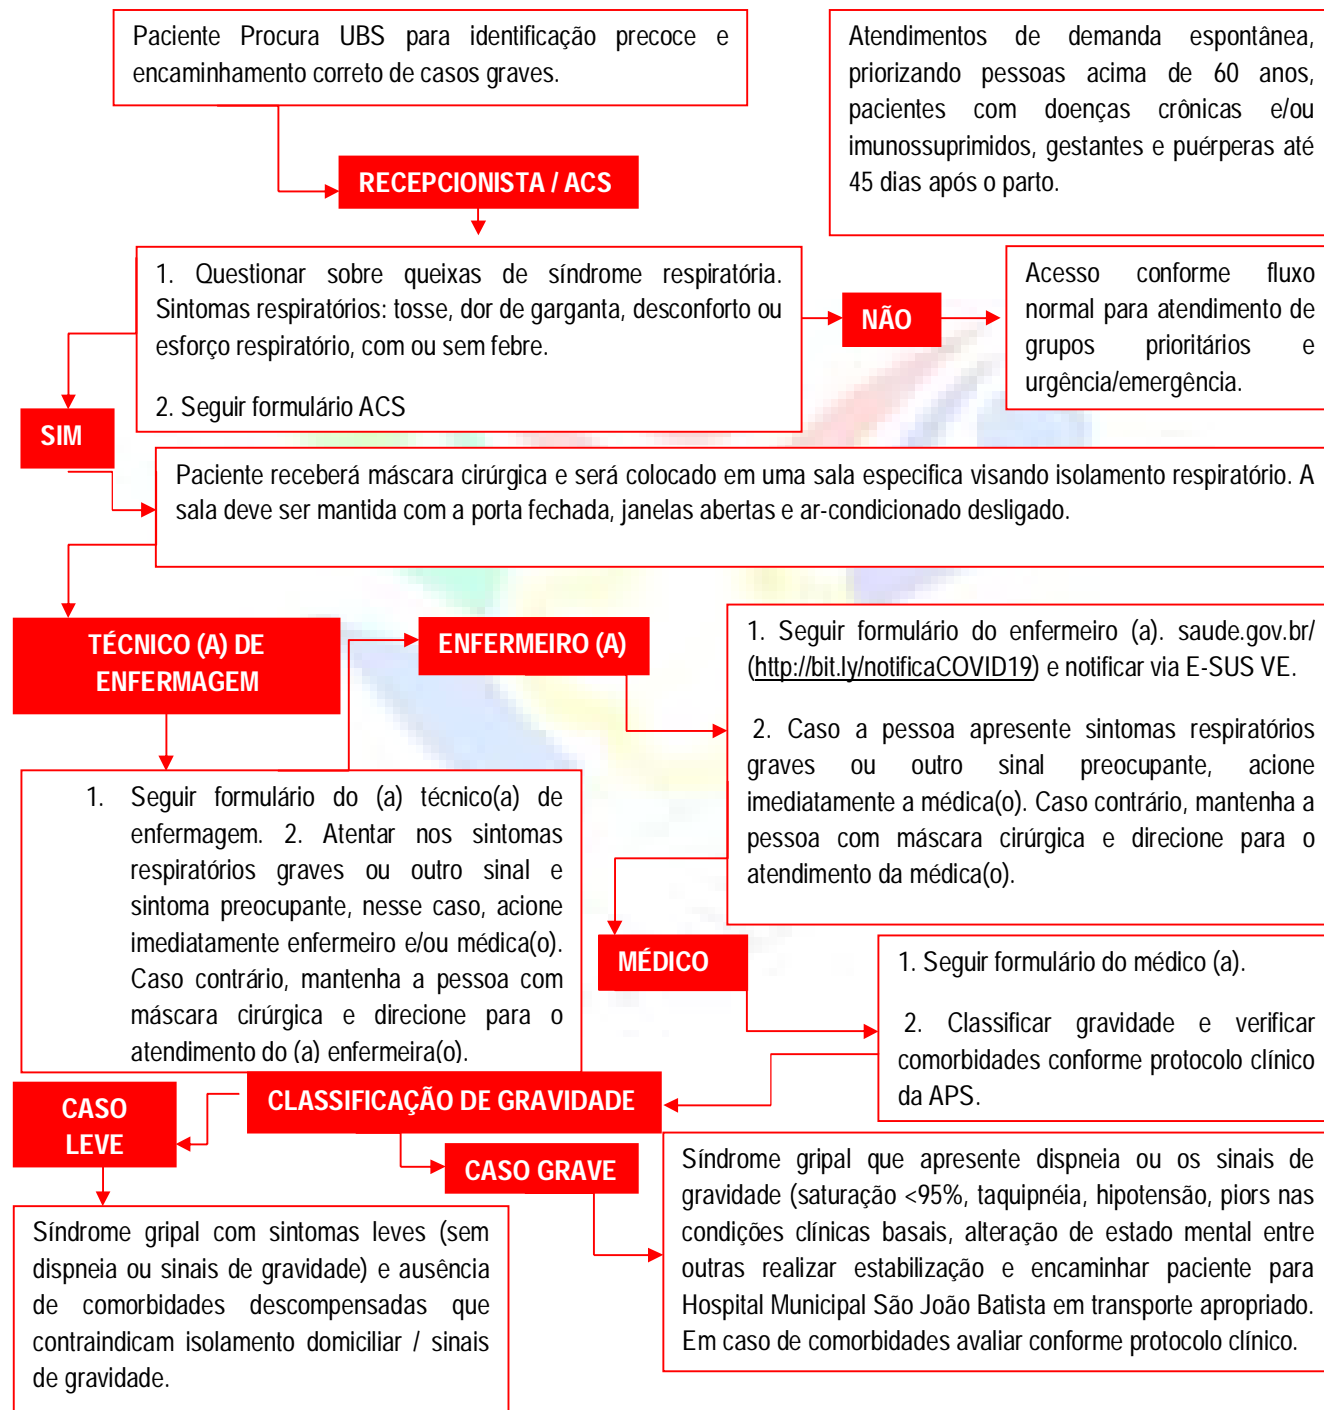 Paciente Procura UBS para identificação precoce e
encaminhamento correto de casos graves.
Atendimentos de demanda espontânea,
priorizando pessoas acima de 60 anos,
pacientes com doenças crônicas e/ou
imunossuprimidos, gestantes e puérperas até
45 dias após o parto.
RECEPCIONISTA / ACS
1. Questionar sobre queixas de síndrome respiratória.
Sintomas respiratórios: tosse, dor de garganta, desconforto ou
esforço respiratório, com ou sem febre.
2. Seguir formulário ACS
NÃO
Acesso conforme fluxo
normal para atendimento de
grupos prioritários e
urgência/emergência.
SIM
Paciente receberá máscara cirúrgica e será colocado em uma sala especifica visando isolamento respiratório. A
sala deve ser mantida com a porta fechada, janelas abertas e ar-condicionado desligado.
TÉCNICO (A) DE
ENFERMAGEM
ENFERMEIRO (A)
1. Seguir formulário do enfermeiro (a). saude.gov.br/
(http://bit.ly/notificaCOVID19) e notificar via E-SUS VE.
2. Caso a pessoa apresente sintomas respiratórios
graves ou outro sinal preocupante, acione
imediatamente a médica(o). Caso contrário, mantenha a
pessoa com máscara cirúrgica e direcione para o
atendimento da médica(o).
1. Seguir formulário do (a) técnico(a) de
enfermagem. 2. Atentar nos sintomas
respiratórios graves ou outro sinal e
sintoma preocupante, nesse caso, acione
imediatamente enfermeiro e/ou médica(o).
Caso contrário, mantenha a pessoa com
máscara cirúrgica e direcione para o
atendimento do (a) enfermeira(o).
MÉDICO
1. Seguir formulário do médico (a).
2. Classificar gravidade e verificar
comorbidades conforme protocolo clínico
da APS.
CLASSIFICAÇÃO DE GRAVIDADE
CASO
LEVE
CASO GRAVE
Síndrome gripal que apresente dispneia ou os sinais de
gravidade (saturação <95%, taquipnéia, hipotensão, piors nas
condições clínicas basais, alteração de estado mental entre
outras realizar estabilização e encaminhar paciente para
Hospital Municipal São João Batista em transporte apropriado.
Em caso de comorbidades avaliar conforme protocolo clínico.
Síndrome gripal com sintomas leves (sem
dispneia ou sinais de gravidade) e ausência
de comorbidades descompensadas que
contraindicam isolamento domiciliar / sinais
de gravidade.